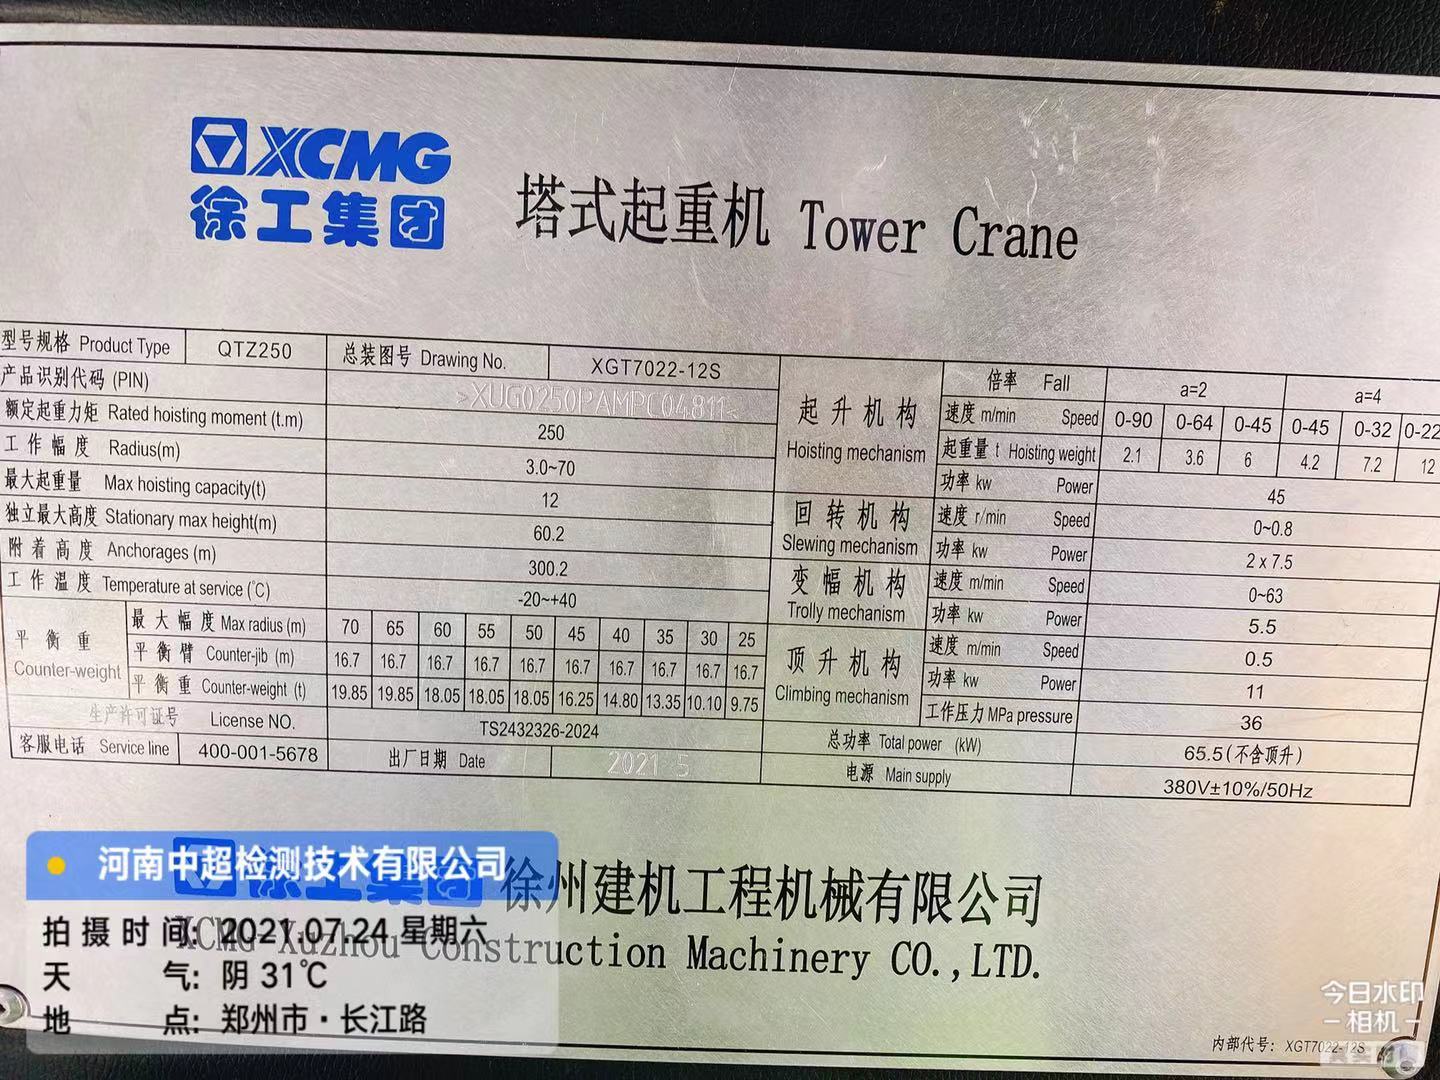 XCMG
徐工集团
塔式起重机 Tower Crane
型号规格 Product Type QTZ250 总装图号 Drawing No. XGT7022-12S
产品识别代码 (PIN) >XUG0250PAMPC04811<
额定起重力矩 Rated hoisting moment (t.m) 250
工作幅度 Radius(m) 3.0~70
最大起重量 Max hoisting capacity(t) 12
独立最大高度 Stationary max height(m) 60.2
附着高度 Anchorages (m) 300.2
工作温度 Temperature at service (℃) -20~+40
平衡重 Counter-weight
最大幅度 Max radius (m) 70 65 60 55 50 45 40 35 30 25
平衡臂 Counter-jib (m) 16.7 16.7 16.7 16.7 16.7 16.7 16.7 16.7 16.7 16.7
平衡重 Counter-weight (t) 19.85 19.85 18.05 18.05 18.05 16.25 14.80 13.35 10.10 9.75
生产许可证号 License NO. TS2432326-2024
客服电话 Service line 400-001-5678 出厂日期 Date 2021 5
起升机构 Hoisting mechanism
倍率 Fall a=2 a=4
速度 m/min Speed 0-90 0-64 0-45 0-45 0-32 0-22
起重量 t Hoisting weight 2.1 3.6 6 4.2 7.2 12
功率 kw Power 45
回转机构 Slewing mechanism
速度 r/min Speed 0~0.8
功率 kw Power 2 x 7.5
变幅机构 Trolly mechanism
速度 m/min Speed 0~63
功率 kw Power 5.5
顶升机构 Climbing mechanism
速度 m/min Speed 0.5
功率 kw Power 11
工作压力 MPa pressure 36
总功率 Total power (kW) 65.5(不含顶升)
电源 Main supply 380V±10%/50Hz
徐工集团 徐州建机工程机械有限公司
XCMG Xuzhou Construction Machinery CO.,LTD.
内部代号: XGT7022-12S
河南中超检测技术有限公司
拍摄时间: 2021.07.24 星期六
天气: 阴 31℃
地点: 郑州市·长江路
今日水印
-相机-